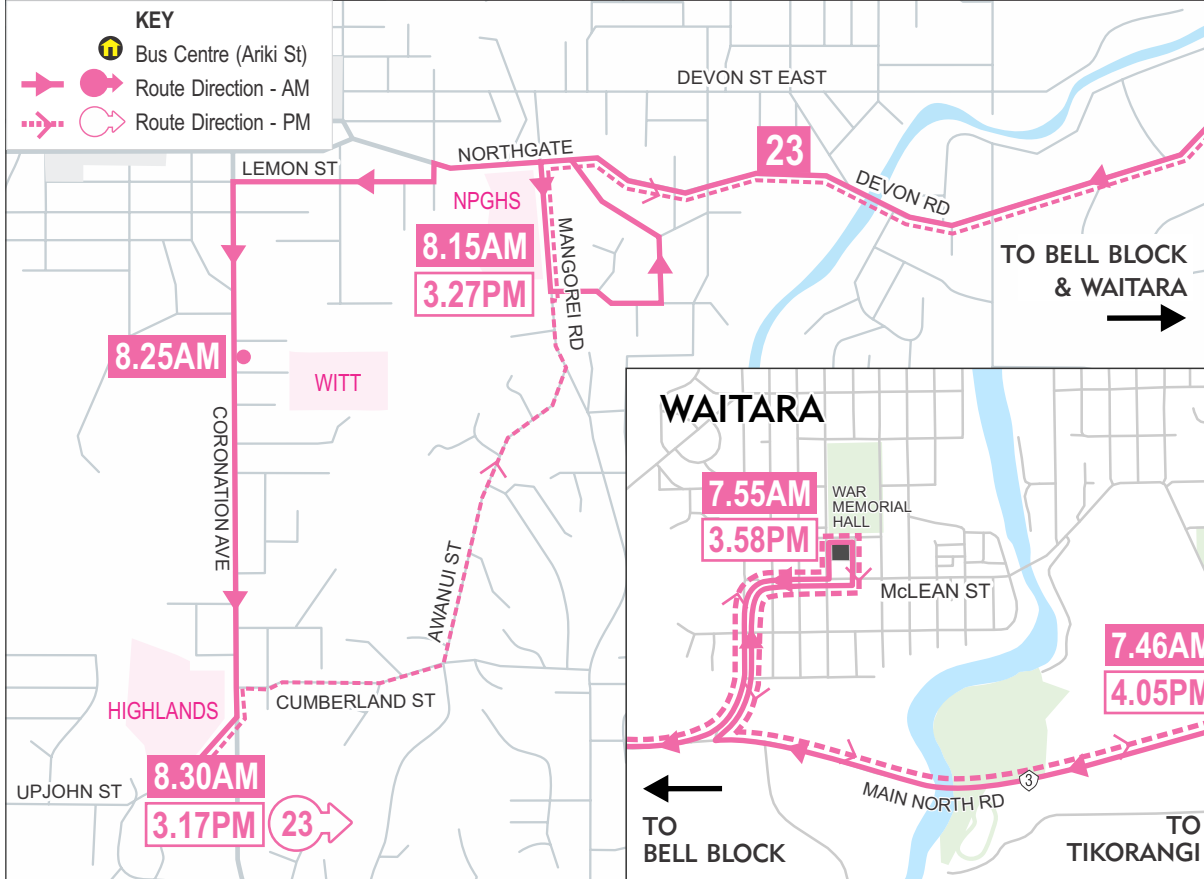 KEY
Bus Centre (Ariki St)
Route Direction - AM
Route Direction - PM
DEVON ST EAST
NORTHGATE
LEMON ST
23
NPGHS
DEVON RD
8.15AM
3.27PM
MANGOREI RD
TO BELL BLOCK
& WAITARA
8.25AM
WITT
CORONATION AVE
AWANUI ST
CUMBERLAND ST
HIGHLANDS
8.30AM
UPJOHN ST
3.17PM
23
WAITARA
7.55AM
3.58PM
WAR
MEMORIAL
HALL
McLEAN ST
7.46AM
4.05PM
3
MAIN NORTH RD
TO
BELL BLOCK
TO
TIKORANGI